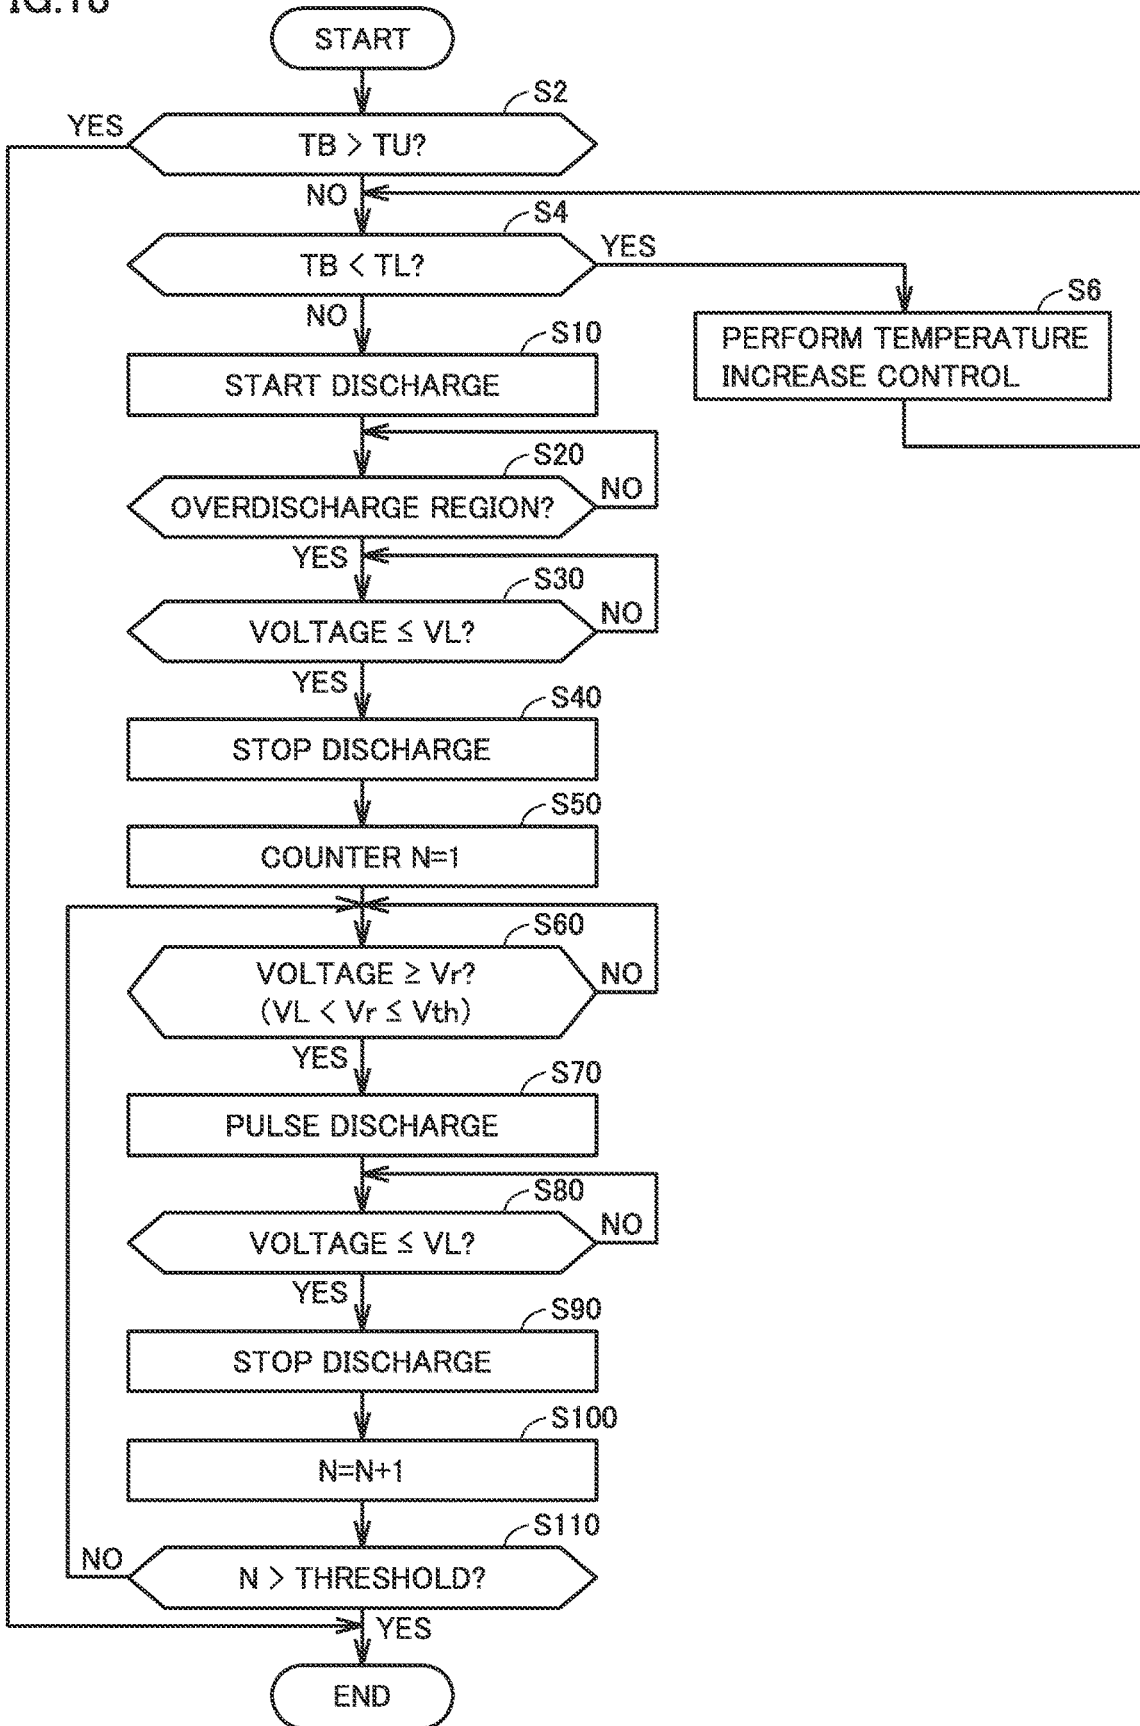 START
S2
YES
TB > TU?
NO
S4
TB < TL?
YES
NO
S6
PERFORM TEMPERATURE
INCREASE CONTROL
S10
START DISCHARGE
S20
OVERDISCHARGE REGION?
NO
YES
S30
VOLTAGE ≤ VL?
NO
YES
S40
STOP DISCHARGE
S50
COUNTER N=1
S60
VOLTAGE ≥ Vr?
(VL < Vr ≤ Vth)
NO
YES
S70
PULSE DISCHARGE
S80
VOLTAGE ≤ VL?
NO
YES
S90
STOP DISCHARGE
S100
N=N+1
S110
NO
N > THRESHOLD?
YES
END